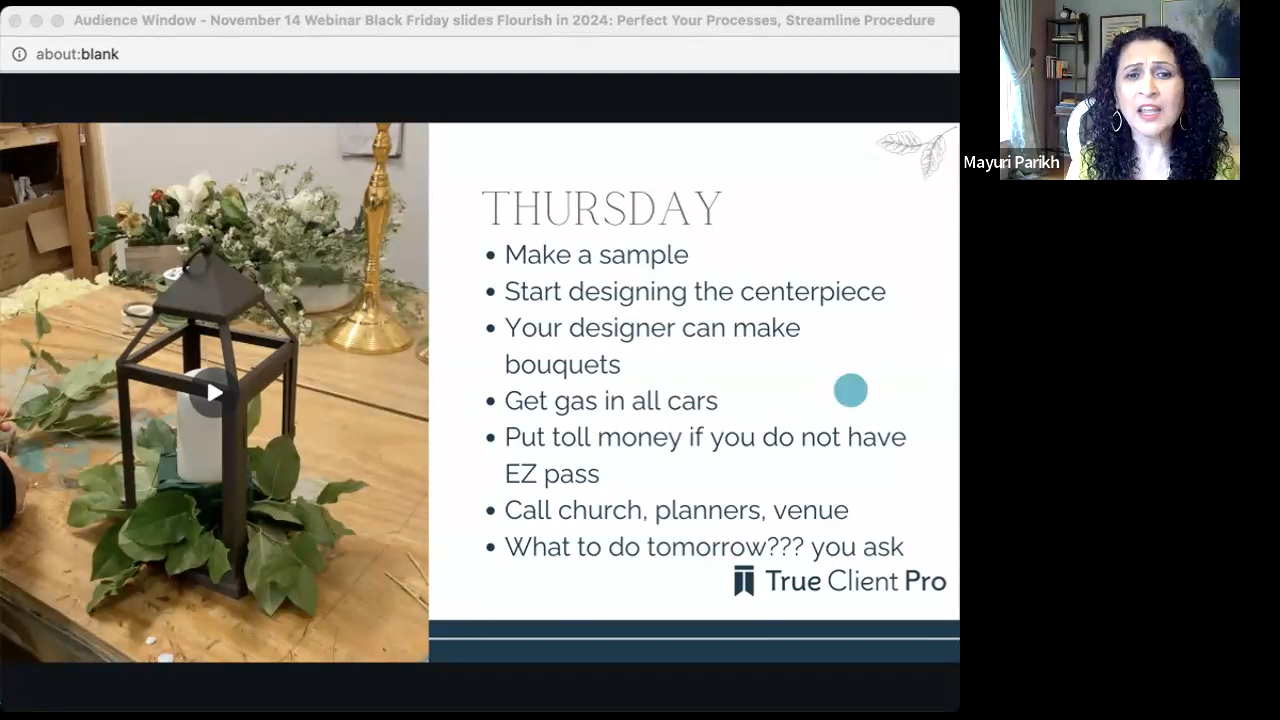 Audience Window - November 14 Webinar Black Friday slides Flourish in 2024: Perfect Your Processes, Streamline Procedure
about:blank
Mayuri Parikh
THURSDAY
• Make a sample
• Start designing the centerpiece
• Your designer can make
bouquets
• Get gas in all cars
• Put toll money if you do not have
EZ pass
• Call church, planners, venue
• What to do tomorrow??? you ask
True Client Pro